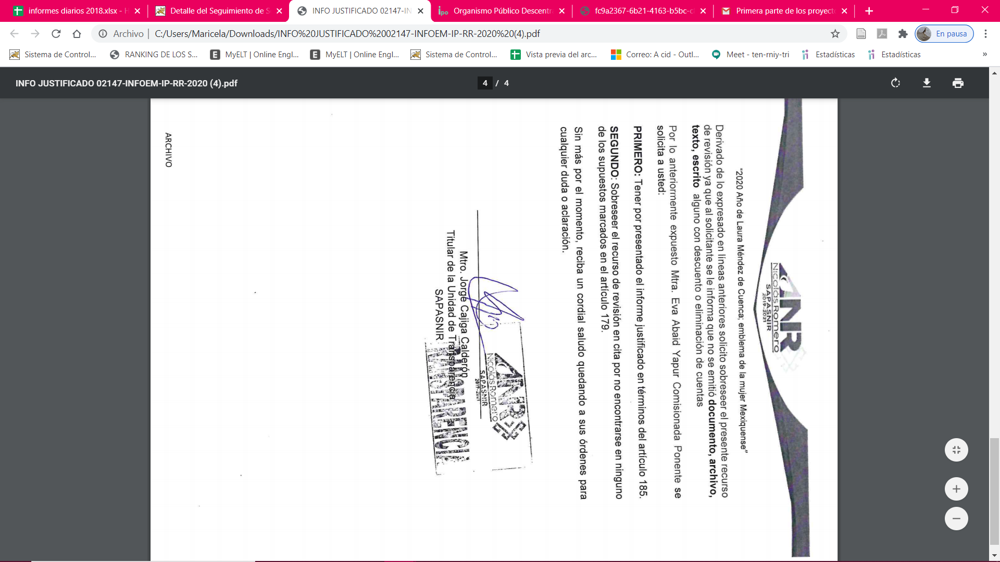 informes diarios 2018.xlsx - H
Detalle del Seguimiento de S
INFO JUSTIFICADO 02147-IN
Organismo Público Descentr
fc9a2367-6b21-4163-b5bc-c
Primera parte de los proyect
Archivo
C:/Users/Maricela/Downloads/INFO%20JUSTIFICADO%2002147-INFOEM-IP-RR-2020%20(4).pdf
En pausa
Sistema de Control...
RANKING DE LOS S...
MyELT | Online Engl...
MyELT | Online Engl...
Sistema de Control...
Vista previa del arc...
Correo: A cid - Outl...
Meet - ten-rniy-tri
Estadísticas
Estadísticas
»
INFO JUSTIFICADO 02147-INFOEM-IP-RR-2020 (4).pdf
4 / 4
ANR
Nicolás Romero
SAPASNIR
2019-2021
“2020 Año de Laura Méndez de Cuenca; emblema de la mujer Mexiquense”
Derivado de lo expresado en líneas anteriores solicito sobreseer el presente recurso
de revisión ya que al solicitante se le informa que no se emitió documento, archivo,
texto, escrito alguno con descuento o eliminación de cuentas
Por lo anteriormente expuesto Mtra. Eva Abaid Yapur Comisionada Ponente se
solicita a usted:
PRIMERO: Tener por presentado el informe justificado en términos del artículo 185.
SEGUNDO: Sobreseer el recurso de revisión en cita por no encontrarse en ninguno
de los supuestos marcados en el artículo 179.
Sin más por el momento, reciba un cordial saludo quedando a sus órdenes para
cualquier duda o aclaración.
ANR
Nicolás Romero
SAPASNIR
2019-2021
Mtro. Jorge Cajiga Calderón
Titular de la Unidad de Transparencia
SAPASNIR
ARCHIVO